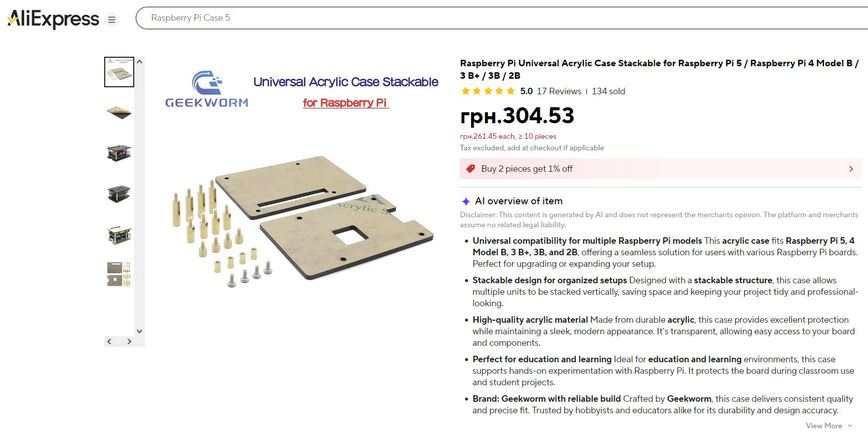 AliExpress
Raspberry Pi Case 5
GEEKWORM
Universal Acrylic Case Stackable
for Raspberry Pi
Acrylic S
Raspberry Pi Universal Acrylic Case Stackable for Raspberry Pi 5 / Raspberry Pi 4 Model B /
3 B+ / 3B / 2B
5.0 17 Reviews | 134 sold
грн.304.53
грн.261.45 each, ≥ 10 pieces
Tax excluded, add at checkout if applicable
Buy 2 pieces get 1% off
AI overview of item
Disclaimer: This content is generated by AI and does not represent the merchants opinion. The platform and merchants
assume no related legal liability.
• Universal compatibility for multiple Raspberry Pi models This acrylic case fits Raspberry Pi 5, 4
Model B, 3 B+, 3B, and 2B, offering a seamless solution for users with various Raspberry Pi boards.
Perfect for upgrading or expanding your setup.
• Stackable design for organized setups Designed with a stackable structure, this case allows
multiple units to be stacked vertically, saving space and keeping your project tidy and professional-
looking.
• High-quality acrylic material Made from durable acrylic, this case provides excellent protection
while maintaining a sleek, modern appearance. It's transparent, allowing easy access to your board
and components.
• Perfect for education and learning Ideal for education and learning environments, this case
supports hands-on experimentation with Raspberry Pi. It protects the board during classroom use
and student projects.
• Brand: Geekworm with reliable build Crafted by Geekworm, this case delivers consistent quality
and precise fit. Trusted by hobbyists and educators alike for its durability and design accuracy.
View More